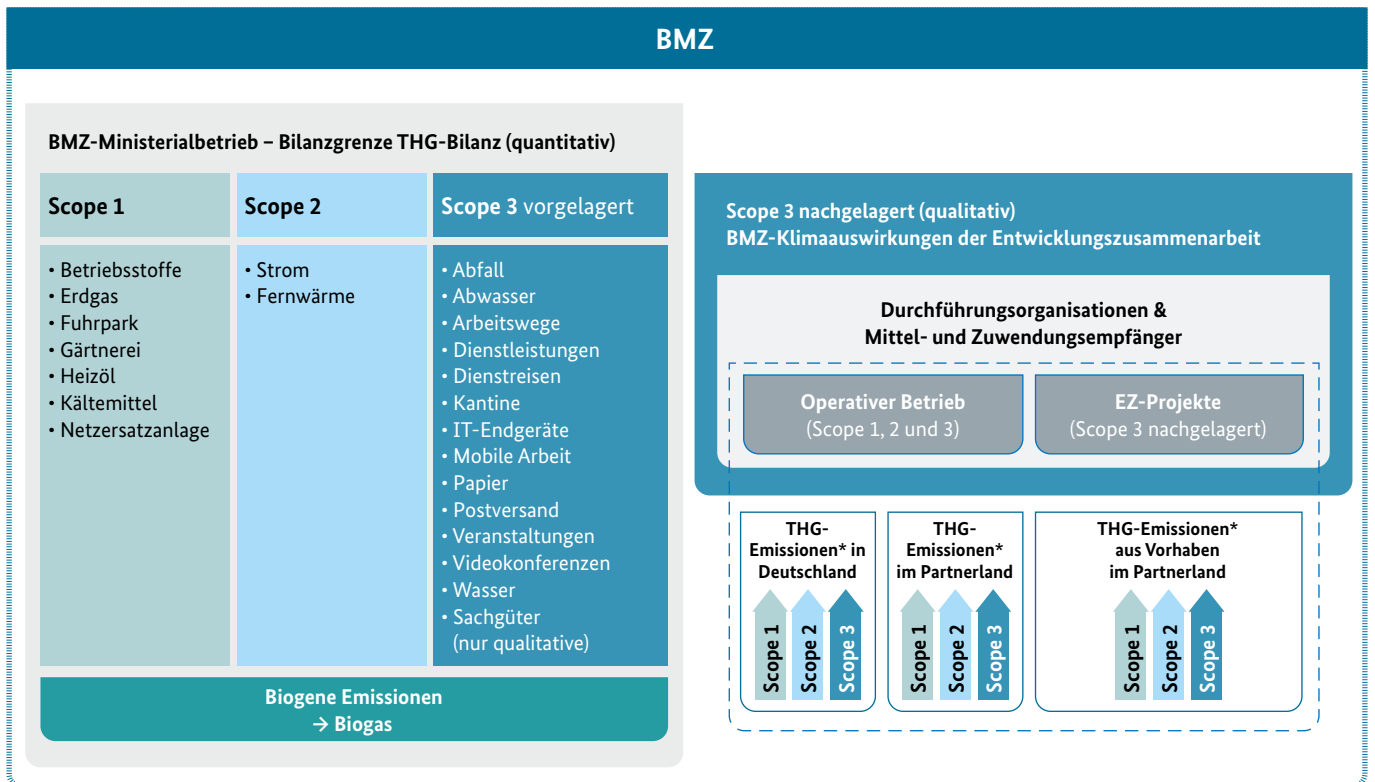 BMZ
BMZ-Ministerialbetrieb – Bilanzgrenze THG-Bilanz (quantitativ)
Scope 1
• Betriebsstoffe
• Erdgas
• Fuhrpark
• Gärtnerei
• Heizöl
• Kältemittel
• Netzersatzanlage
Scope 2
• Strom
• Fernwärme
Scope 3 vorgelagert
• Abfall
• Abwasser
• Arbeitswege
• Dienstleistungen
• Dienstreisen
• Kantine
• IT-Endgeräte
• Mobile Arbeit
• Papier
• Postversand
• Veranstaltungen
• Videokonferenzen
• Wasser
• Sachgüter
(nur qualitative)
Biogene Emissionen
→ Biogas
Scope 3 nachgelagert (qualitativ)
BMZ-Klimaauswirkungen der Entwicklungszusammenarbeit
Durchführungsorganisationen &
Mittel- und Zuwendungsempfänger
Operativer Betrieb
(Scope 1, 2 und 3)
EZ-Projekte
(Scope 3 nachgelagert)
THG-
Emissionen* in
Deutschland
Scope 1
Scope 2
Scope 3
THG-
Emissionen*
im Partnerland
Scope 1
Scope 2
Scope 3
THG-Emissionen*
aus Vorhaben
im Partnerland
Scope 1
Scope 2
Scope 3